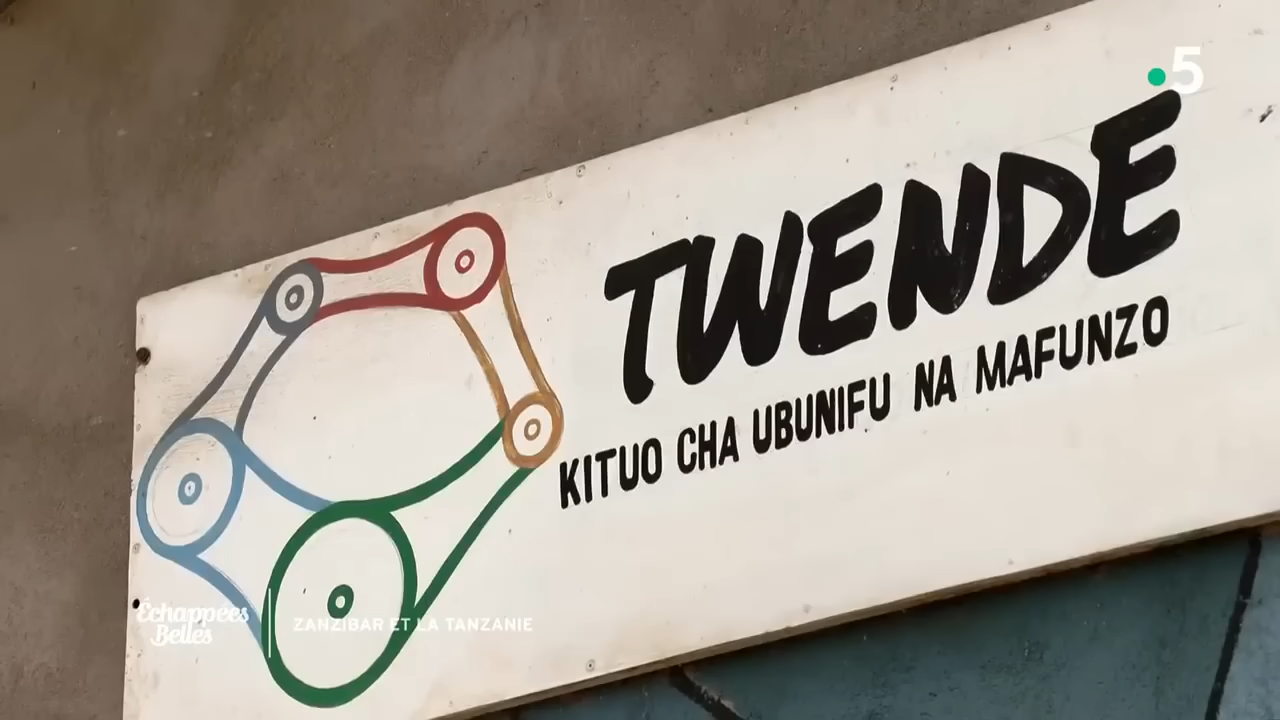 5
TWENDE
KITUO CHA UBUNIFU NA MAFUNZO
Échappées
Belles
ZANZIBAR ET LA TANZANIE